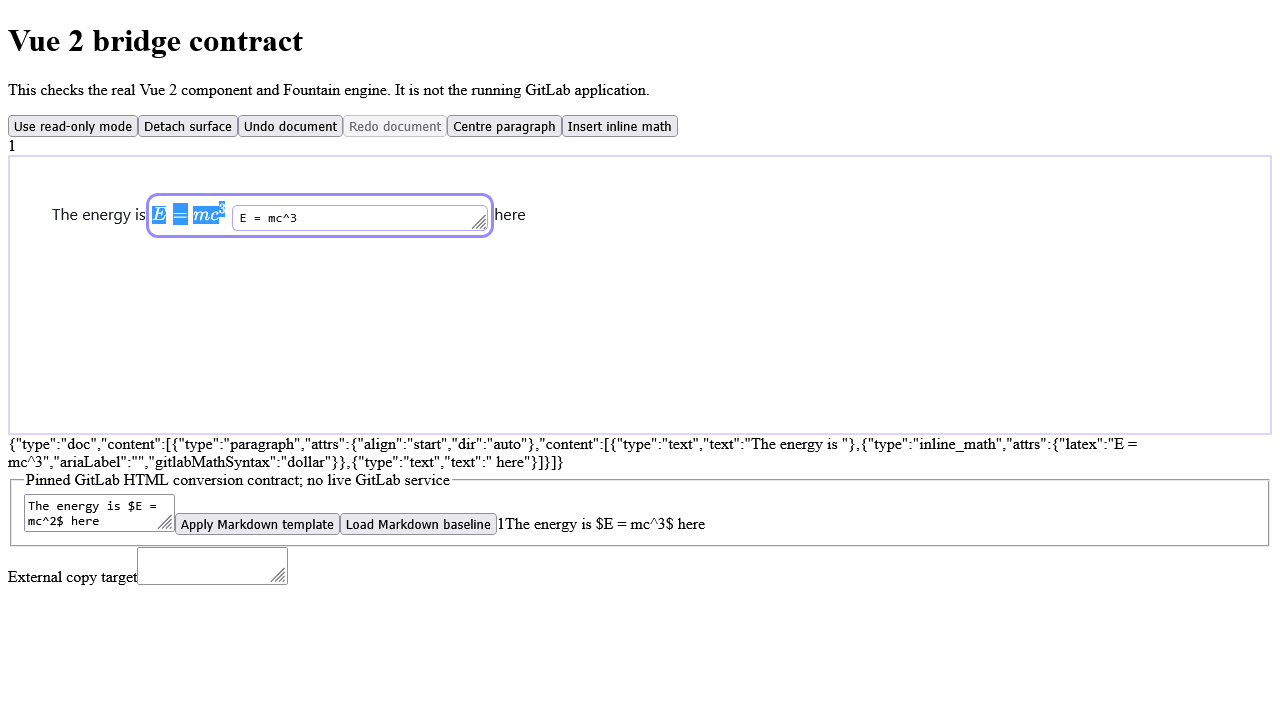 Vue 2 bridge contract
This checks the real Vue 2 component and Fountain engine. It is not the running GitLab application.
Use read-only mode Detach surface Undo document Redo document Centre paragraph Insert inline math
1
The energy is E = mc³ E = mc^3 here
{"type":"doc","content":[{"type":"paragraph","attrs":{"align":"start","dir":"auto"},"content":[{"type":"text","text":"The energy is "},{"type":"inline_math","attrs":{"latex":"E =
mc^3","ariaLabel":"","gitlabMathSyntax":"dollar"}},{"type":"text","text":" here"}]}]}
Pinned GitLab HTML conversion contract; no live GitLab service
The energy is $E =
mc^2$ here
Apply Markdown template Load Markdown baseline 1The energy is $E = mc^3$ here
External copy target